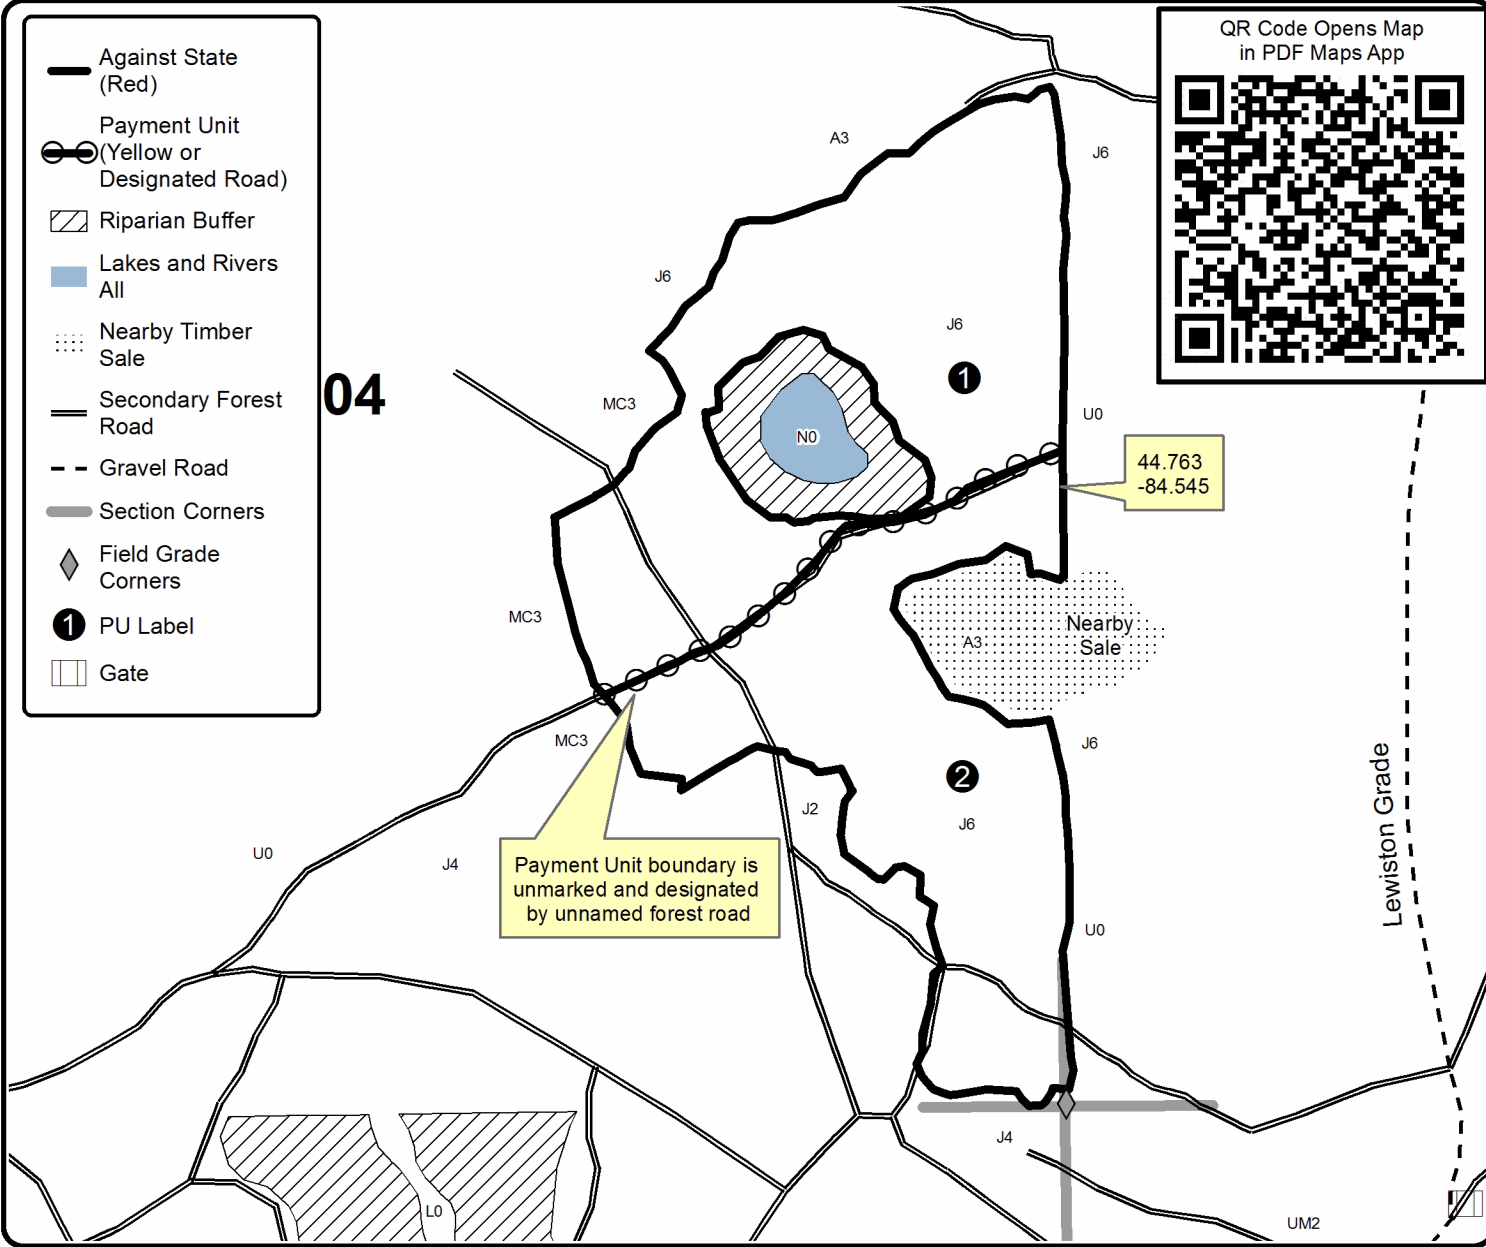 Against State
(Red)
Payment Unit
(Yellow or
Designated Road)
Riparian Buffer
Lakes and Rivers
All
Nearby Timber
Sale
Secondary Forest
Road
Gravel Road
Section Corners
Field Grade
Corners
1 PU Label
Gate
QR Code Opens Map
in PDF Maps App
A3
J6
J6
J6
1
04
MC3
N0
U0
44.763
-84.545
MC3
A3
Nearby
Sale
MC3
J6
2
J2
J6
U0
J4
Payment Unit boundary is
unmarked and designated
by unnamed forest road
Lewiston Grade
U0
J4
L0
UM2